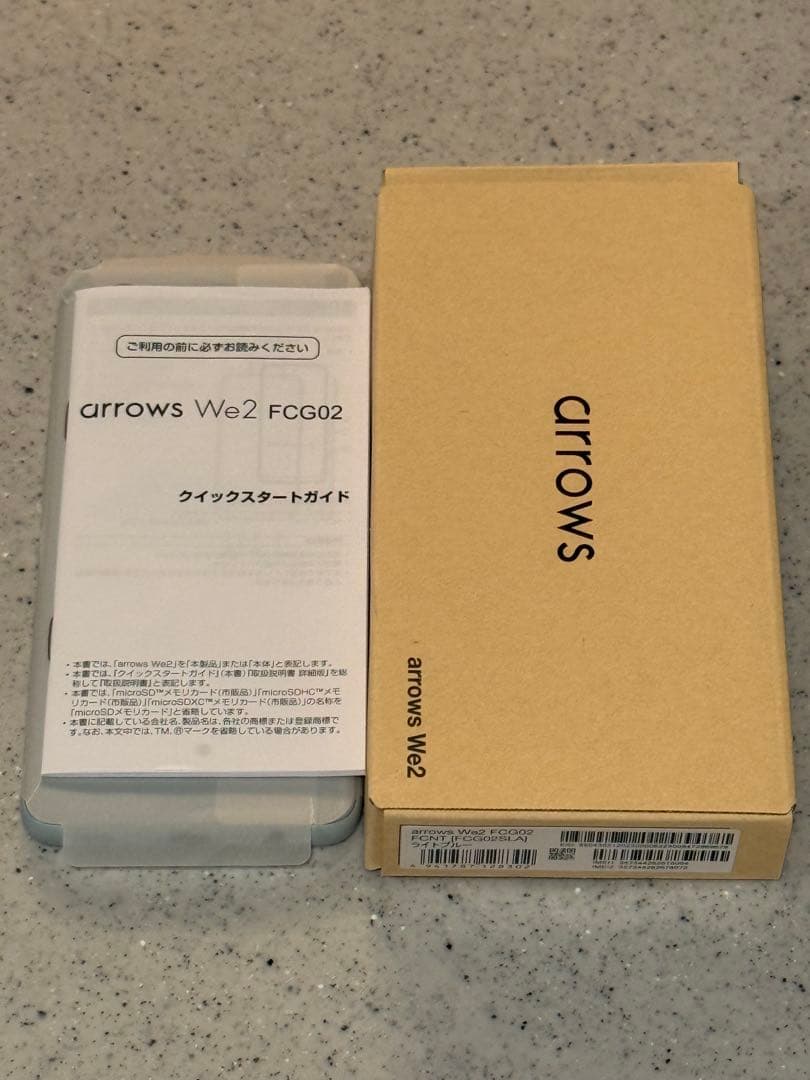 ご利用の前に必ずお読みください
arrows We2 FCG02
クイックスタートガイド
・本書では、「arrows We2」を「本製品」または「本体」と表記します。
・本書では、『クイックスタートガイド』(本書)『取扱説明書 詳細版』を総
称して『取扱説明書』と表記します。
・本書では、「microSD™メモリカード(市販品)」「microSDHC™メモ
リカード(市販品)」「microSDXC™メモリカード(市販品)」の名称を
「microSDメモリカード」と省略しています。
・本書に記載している会社名、製品名は、各社の商標または登録商標で
す。なお、本文中では、TM、®マークを省略している場合があります。
arrows
arrows We2
arrows We2 FCG02
FCNT [FCG02SLA]
ライトブルー